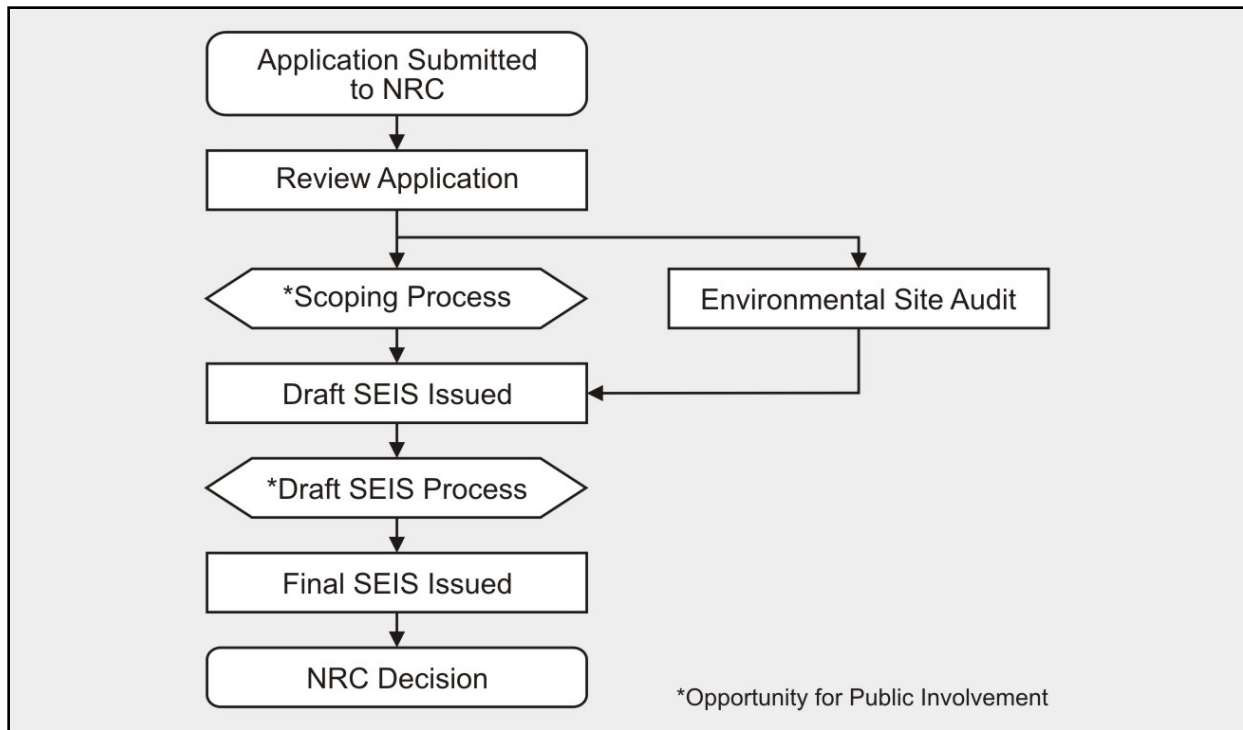 Application Submitted
to NRC
Review Application
*Scoping Process
Environmental Site Audit
Draft SEIS Issued
*Draft SEIS Process
Final SEIS Issued
NRC Decision
*Opportunity for Public Involvement